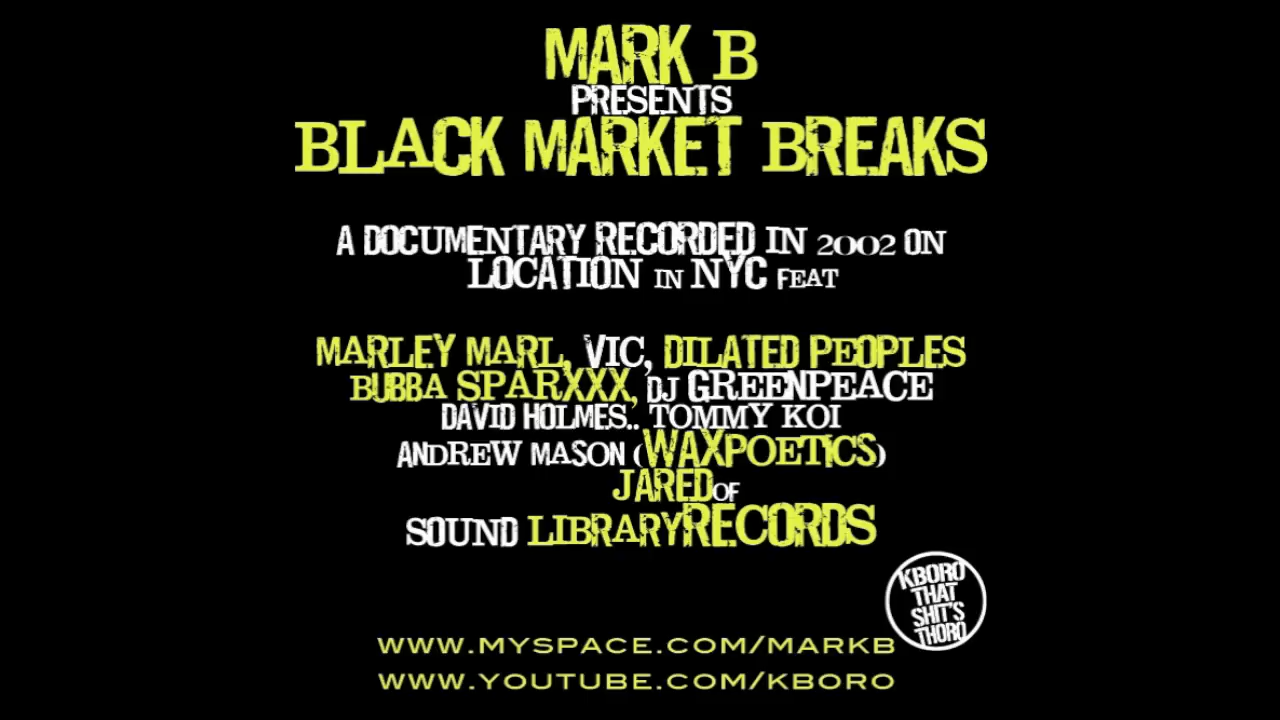 MARK B
PRESENTS
BLACK MARKET BREAKS
A DOCUMENTARY RECORDED IN 2002 ON
LOCATION IN NYC FEAT
MARLEY MARL, VIC, DILATED PEOPLES
BUBBA SPARXXX, DJ GREENPEACE
DAVID HOLMES.. TOMMY KOI
ANDREW MASON (WAXPOETICS)
JARED OF
SOUND LIBRARYRECORDS
KBORO
THAT
SHIT'S
THORO
WWW.MYSPACE.COM/MARKB
WWW.YOUTUBE.COM/KBORO